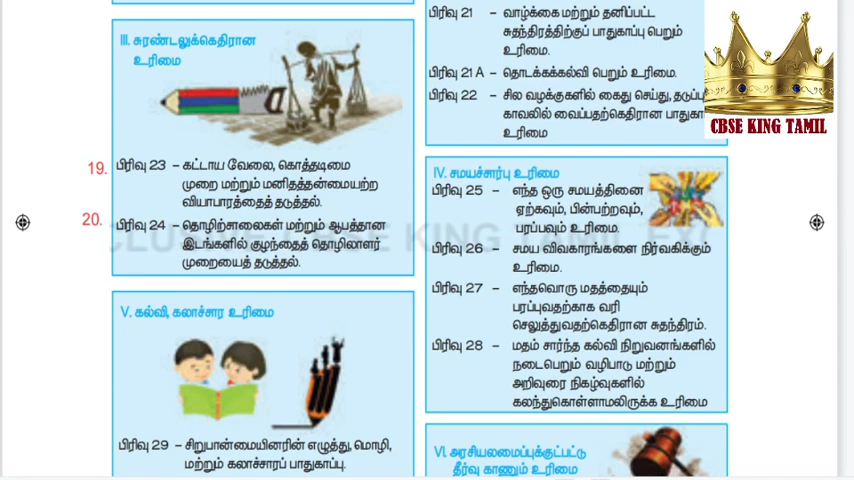 III. சுரண்டலுக்கெதிரான
உரிமை
19.
பிரிவு 23 – கட்டாய வேலை, கொத்தடிமை
முறை மற்றும் மனிதத்தன்மையற்ற
வியாபாரத்தைத் தடுத்தல்.
20.
பிரிவு 24 – தொழிற்சாலைகள் மற்றும் ஆபத்தான
இடங்களில் குழந்தைத் தொழிலாளர்
முறையைத் தடுத்தல்.
V. கல்வி, கலாச்சார உரிமை
பிரிவு 29 – சிறுபான்மையினரின் எழுத்து, மொழி,
மற்றும் கலாச்சாரப் பாதுகாப்பு.
பிரிவு 21 – வாழ்க்கை மற்றும் தனிப்பட்ட
சுதந்திரத்திற்குப் பாதுகாப்பு பெறும்
உரிமை.
பிரிவு 21 A – தொடக்கக்கல்வி பெறும் உரிமை.
பிரிவு 22 – சில வழக்குகளில் கைது செய்து, தடுப்பு
காவலில் வைப்பதற்கெதிரான பாதுகா
உரிமை
CBSE KING TAMIL
IV. சமயச்சார்பு உரிமை
பிரிவு 25 – எந்த ஒரு சமயத்தினை
ஏற்கவும், பின்பற்றவும்,
பரப்பவும் உரிமை.
பிரிவு 26 – சமய விவகாரங்களை நிர்வகிக்கும்
உரிமை.
பிரிவு 27 – எந்தவொரு மதத்தையும்
பரப்புவதற்காக வரி
செலுத்துவதற்கெதிரான சுதந்திரம்.
பிரிவு 28 – மதம் சார்ந்த கல்வி நிறுவனங்களில்
நடைபெறும் வழிபாடு மற்றும்
அறிவுரை நிகழ்வுகளில்
கலந்துகொள்ளாமலிருக்க உரிமை
VI. அரசியலமைப்புக்குட்பட்டு
தீர்வு காணும் உரிமை